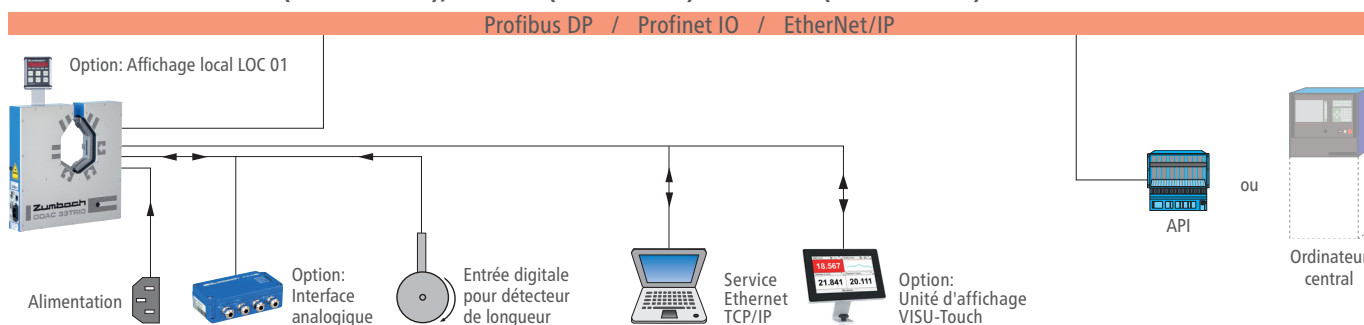 Profibus DP / Profinet IO / EtherNet/IP
Option: Affichage local LOC 01
Zumbach
ODAC 33TRIO
Alimentation
Option:
Interface
analogique
Entrée digitale
pour détecteur
de longueur
Service
Ethernet
TCP/IP
18.567
21.841 20.111
Option:
Unité d'affichage
VISU-Touch
API
ou
Ordinateur
central